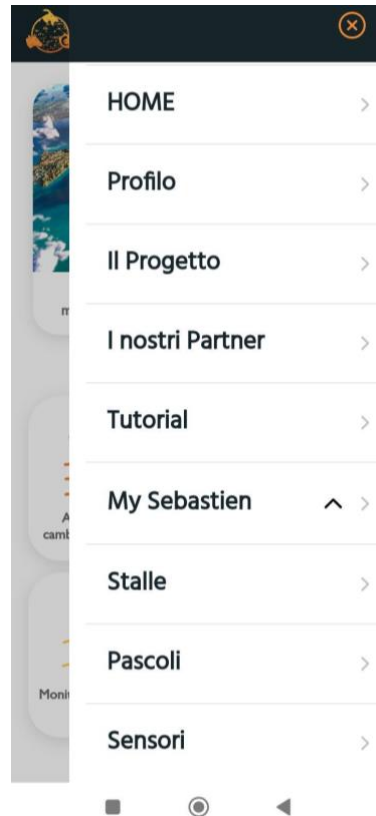 HOME
Profilo
Il Progetto
I nostri Partner
Tutorial
My Sebastien
Stalle
Pascoli
Sensori